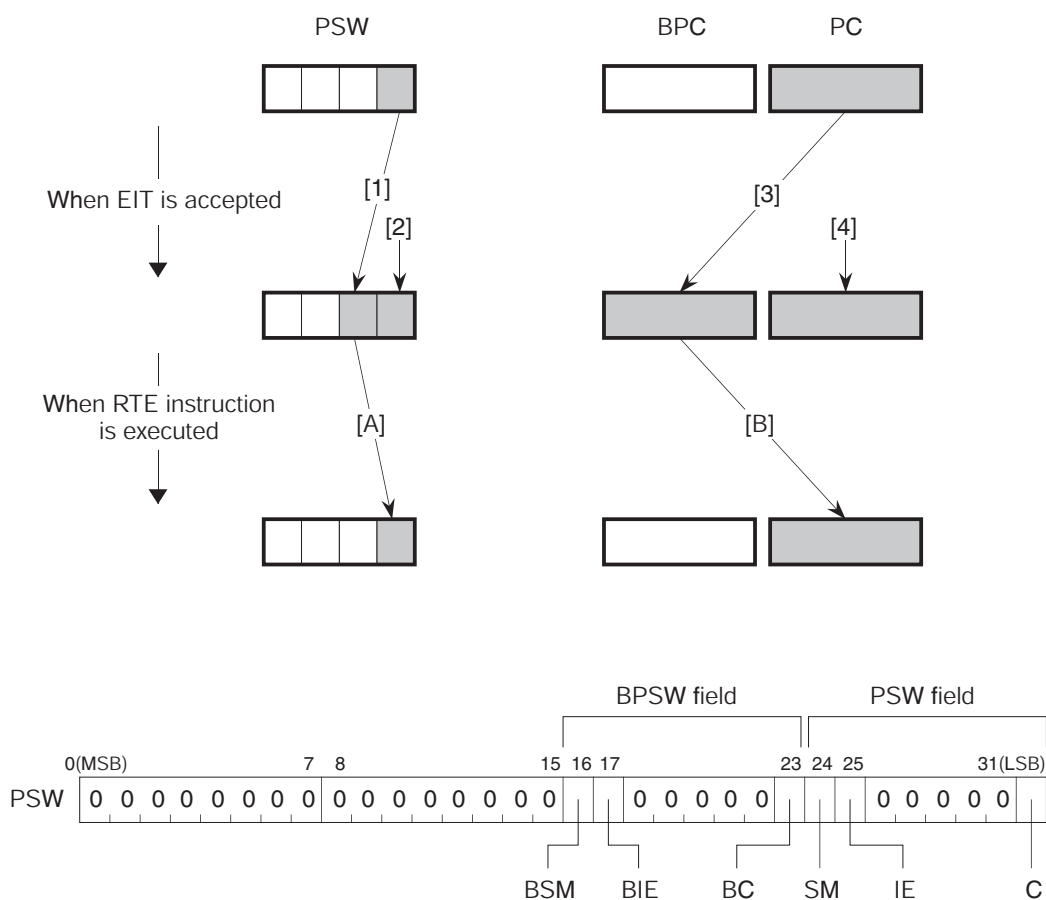 PSW BPC PC
When EIT is accepted
[1] [3]
[2] [4]
When RTE instruction
is executed
[A] [B]
BPSW field PSW field
0(MSB) 7 8 15 16 17 23 24 25 31(LSB)
PSW 0 0 0 0 0 0 0 0 0 0 0 0 0 0 0 0 0 0 0 0 0 0 0 0 0 0
BSM BIE BC SM IE C